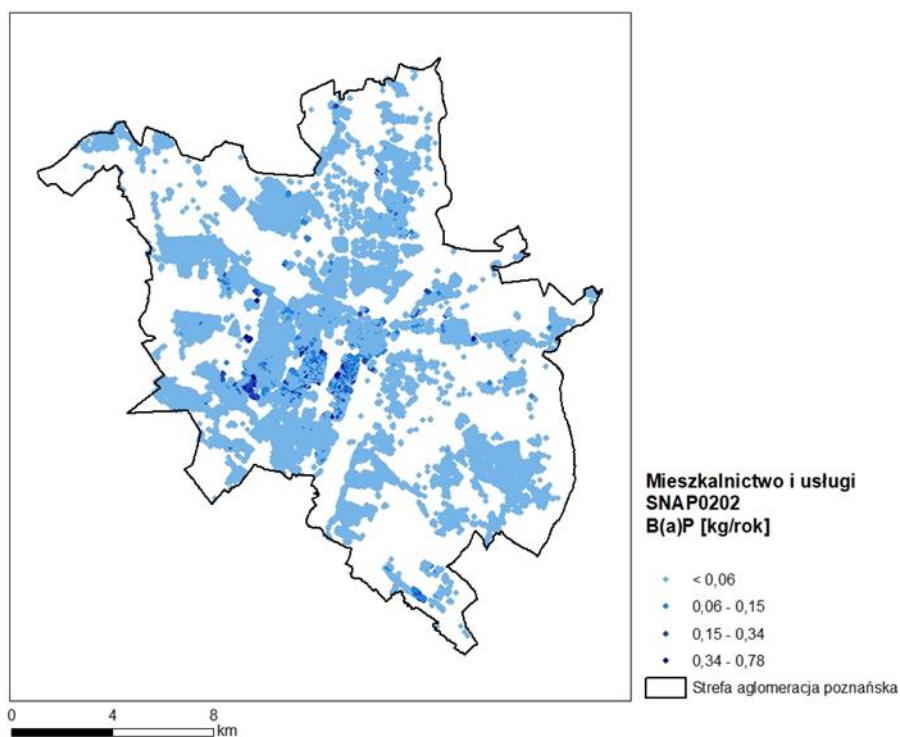 Mieszkalnictwo i usługi
SNAP0202
B(a)P [kg/rok]
< 0,06
0,06 - 0,15
0,15 - 0,34
0,34 - 0,78
Strefa aglomeracja poznańska
0 4 8
km